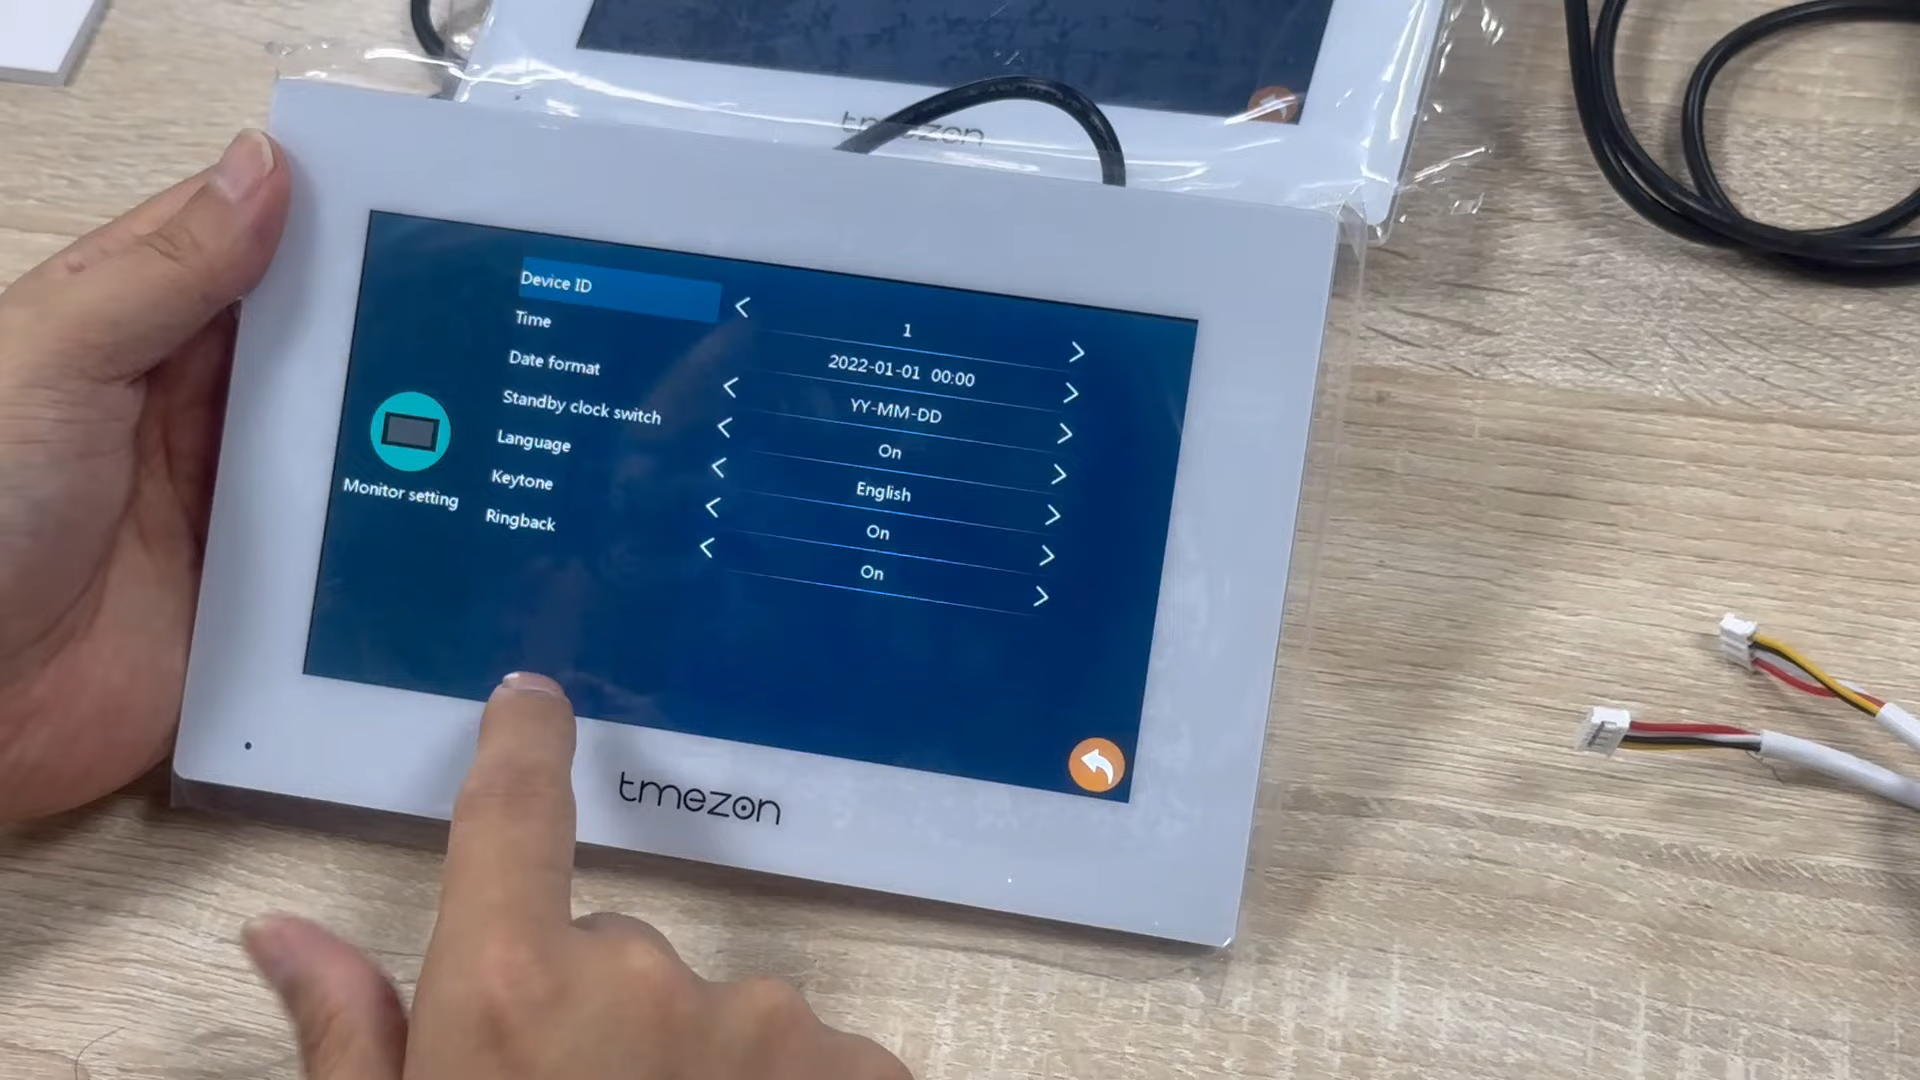 tmezon
Device ID < 1 >
Time 2022-01-01 00:00 >
Date format < YY-MM-DD >
Standby clock switch < On >
Language < English >
Keytone < On >
Ringback < On >
Monitor setting
tmezon